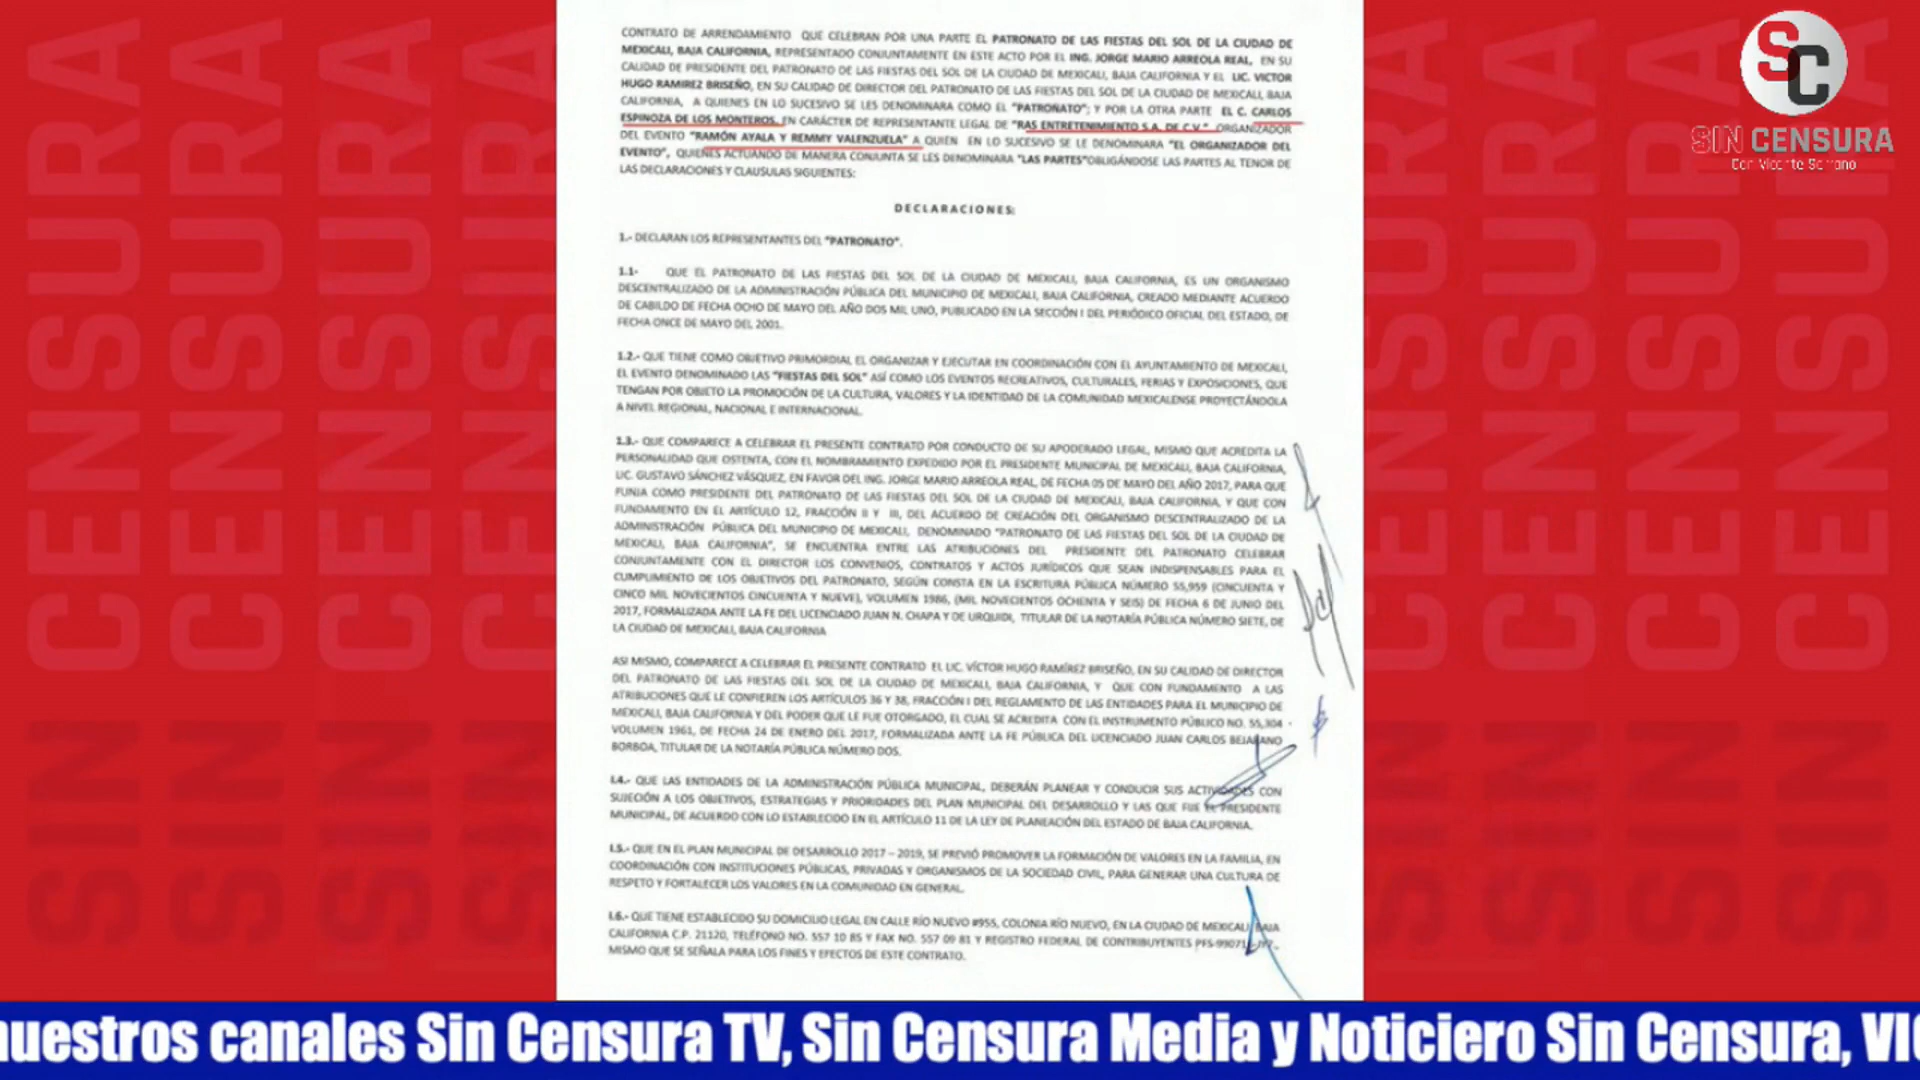 CONTRATO DE ARRENDAMIENTO QUE CELEBRAN POR UNA PARTE EL PATRONATO DE LAS FIESTAS DEL SOL DE LA CIUDAD DE
MEXICALI, BAJA CALIFORNIA, REPRESENTADO CONJUNTAMENTE EN ESTE ACTO POR EL ING. JORGE MARIO ARREOLA REAL, EN SU
CALIDAD DE PRESIDENTE DEL PATRONATO DE LAS FIESTAS DEL SOL DE LA CIUDAD DE MEXICALI, BAJA CALIFORNIA Y EL LIC. VICTOR
HUGO RAMIREZ BRISEÑO, EN SU CALIDAD DE DIRECTOR DEL PATRONATO DE LAS FIESTAS DEL SOL DE LA CIUDAD DE MEXICALI, BAJA
CALIFORNIA, A QUIENES EN LO SUCESIVO SE LES DENOMINARA COMO EL "PATRONATO"; Y POR LA OTRA PARTE EL C. CARLOS
ESPINOZA DE LOS MONTEROS, EN CARÁCTER DE REPRESENTANTE LEGAL DE "RAS ENTRETENIMIENTO S.A. DE C.V." ORGANIZADOR
DEL EVENTO "RAMÓN AYALA Y REMMY VALENZUELA" A QUIEN EN LO SUCESIVO SE LE DENOMINARA "EL ORGANIZADOR DEL
EVENTO", QUIENES ACTUANDO DE MANERA CONJUNTA SE LES DENOMINARA "LAS PARTES"OBLIGÁNDOSE LAS PARTES AL TENOR DE
LAS DECLARACIONES Y CLAUSULAS SIGUIENTES:
DECLARACIONES:
1.- DECLARAN LOS REPRESENTANTES DEL "PATRONATO".
1.1- QUE EL PATRONATO DE LAS FIESTAS DEL SOL DE LA CIUDAD DE MEXICALI, BAJA CALIFORNIA, ES UN ORGANISMO
DESCENTRALIZADO DE LA ADMINISTRACIÓN PÚBLICA DEL MUNICIPIO DE MEXICALI, BAJA CALIFORNIA, CREADO MEDIANTE ACUERDO
DE CABILDO DE FECHA OCHO DE MAYO DEL AÑO DOS MIL UNO, PUBLICADO EN LA SECCIÓN I DEL PERIÓDICO OFICIAL DEL ESTADO, DE
FECHA ONCE DE MAYO DEL 2001.
1.2.- QUE TIENE COMO OBJETIVO PRIMORDIAL EL ORGANIZAR Y EJECUTAR EN COORDINACIÓN CON EL AYUNTAMIENTO DE MEXICALI,
EL EVENTO DENOMINADO LAS "FIESTAS DEL SOL" ASÍ COMO LOS EVENTOS RECREATIVOS, CULTURALES, FERIAS Y EXPOSICIONES, QUE
TENGAN POR OBJETO LA PROMOCIÓN DE LA CULTURA, VALORES Y LA IDENTIDAD DE LA COMUNIDAD MEXICALENSE PROYECTÁNDOLA
A NIVEL REGIONAL, NACIONAL E INTERNACIONAL.
1.3.- QUE COMPARECE A CELEBRAR EL PRESENTE CONTRATO POR CONDUCTO DE SU APODERADO LEGAL, MISMO QUE ACREDITA LA
PERSONALIDAD QUE OSTENTA, CON EL NOMBRAMIENTO EXPEDIDO POR EL PRESIDENTE MUNICIPAL DE MEXICALI, BAJA CALIFORNIA,
LIC. GUSTAVO SÁNCHEZ VÁSQUEZ, EN FAVOR DEL ING. JORGE MARIO ARREOLA REAL, DE FECHA 05 DE MAYO DEL AÑO 2017, PARA QUE
FUNJA COMO PRESIDENTE DEL PATRONATO DE LAS FIESTAS DEL SOL DE LA CIUDAD DE MEXICALI, BAJA CALIFORNIA, Y QUE CON
FUNDAMENTO EN EL ARTÍCULO 12, FRACCIÓN II Y III, DEL ACUERDO DE CREACIÓN DEL ORGANISMO DESCENTRALIZADO DE LA
ADMINISTRACIÓN PÚBLICA DEL MUNICIPIO DE MEXICALI, DENOMINADO "PATRONATO DE LAS FIESTAS DEL SOL DE LA CIUDAD DE
MEXICALI, BAJA CALIFORNIA", SE ENCUENTRA ENTRE LAS ATRIBUCIONES DEL PRESIDENTE DEL PATRONATO CELEBRAR
CONJUNTAMENTE CON EL DIRECTOR LOS CONVENIOS, CONTRATOS Y ACTOS JURÍDICOS QUE SEAN INDISPENSABLES PARA EL
CUMPLIMIENTO DE LOS OBJETIVOS DEL PATRONATO, SEGÚN CONSTA EN LA ESCRITURA PÚBLICA NÚMERO 55,959 (CINCUENTA Y
CINCO MIL NOVECIENTOS CINCUENTA Y NUEVE), VOLUMEN 1986, (MIL NOVECIENTOS OCHENTA Y SEIS) DE FECHA 6 DE JUNIO DEL
2017, FORMALIZADA ANTE LA FE DEL LICENCIADO JUAN N. CHAPA Y DE URQUIDI, TITULAR DE LA NOTARÍA PÚBLICA NÚMERO SIETE, DE
LA CIUDAD DE MEXICALI, BAJA CALIFORNIA
ASI MISMO, COMPARECE A CELEBRAR EL PRESENTE CONTRATO EL LIC. VÍCTOR HUGO RAMÍREZ BRISEÑO, EN SU CALIDAD DE DIRECTOR
DEL PATRONATO DE LAS FIESTAS DEL SOL DE LA CIUDAD DE MEXICALI, BAJA CALIFORNIA, Y QUE CON FUNDAMENTO A LAS
ATRIBUCIONES QUE LE CONFIEREN LOS ARTÍCULOS 36 Y 38, FRACCIÓN I DEL REGLAMENTO DE LAS ENTIDADES PARA EL MUNICIPIO DE
MEXICALI, BAJA CALIFORNIA Y DEL PODER QUE LE FUE OTORGADO, EL CUAL SE ACREDITA CON EL INSTRUMENTO PÚBLICO NO. 55,304 -
VOLUMEN 1961, DE FECHA 24 DE ENERO DEL 2017, FORMALIZADA ANTE LA FE PÚBLICA DEL LICENCIADO JUAN CARLOS BEJARANO
BORBOA, TITULAR DE LA NOTARÍA PÚBLICA NÚMERO DOS.
I.4.- QUE LAS ENTIDADES DE LA ADMINISTRACIÓN PÚBLICA MUNICIPAL, DEBERÁN PLANEAR Y CONDUCIR SUS ACTIVIDADES CON
SUJECIÓN A LOS OBJETIVOS, ESTRATEGIAS Y PRIORIDADES DEL PLAN MUNICIPAL DEL DESARROLLO Y LAS QUE FIJE EL PRESIDENTE
MUNICIPAL, DE ACUERDO CON LO ESTABLECIDO EN EL ARTÍCULO 11 DE LA LEY DE PLANEACIÓN DEL ESTADO DE BAJA CALIFORNIA.
I.5.- QUE EN EL PLAN MUNICIPAL DE DESARROLLO 2017 – 2019, SE PREVIÓ PROMOVER LA FORMACIÓN DE VALORES EN LA FAMILIA, EN
COORDINACIÓN CON INSTITUCIONES PÚBLICAS, PRIVADAS Y ORGANISMOS DE LA SOCIEDAD CIVIL, PARA GENERAR UNA CULTURA DE
RESPETO Y FORTALECER LOS VALORES EN LA COMUNIDAD EN GENERAL.
I.6.- QUE TIENE ESTABLECIDO SU DOMICILIO LEGAL EN CALLE RÍO NUEVO #955, COLONIA RÍO NUEVO, EN LA CIUDAD DE MEXICALI, BAJA
CALIFORNIA C.P. 21120, TELÉFONO NO. 557 10 85 Y FAX NO. 557 09 81 Y REGISTRO FEDERAL DE CONTRIBUYENTES
MISMO QUE SE SEÑALA PARA LOS FINES Y EFECTOS DE ESTE CONTRATO.
SC
SIN CENSURA
Con Vicente Serrano
SIN CENSURA
SIN CENSURA
SIN CENSURA
SIN CENSURA
SIN CENSURA
SIN CENSURA
SIN CENSURA
SIN CENSURA
nuestros canales Sin Censura TV, Sin Censura Media y Noticiero Sin Censura, VIC